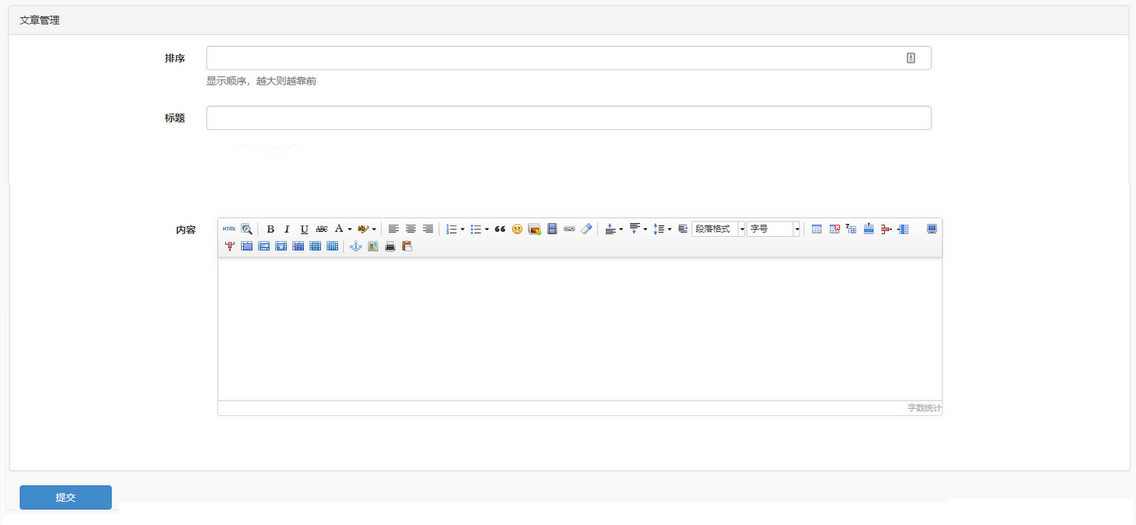 文章管理
排序
显示顺序，越大则越靠前
标题
内容
HTML B I U ABC A 段落格式 字号
字数统计
提交